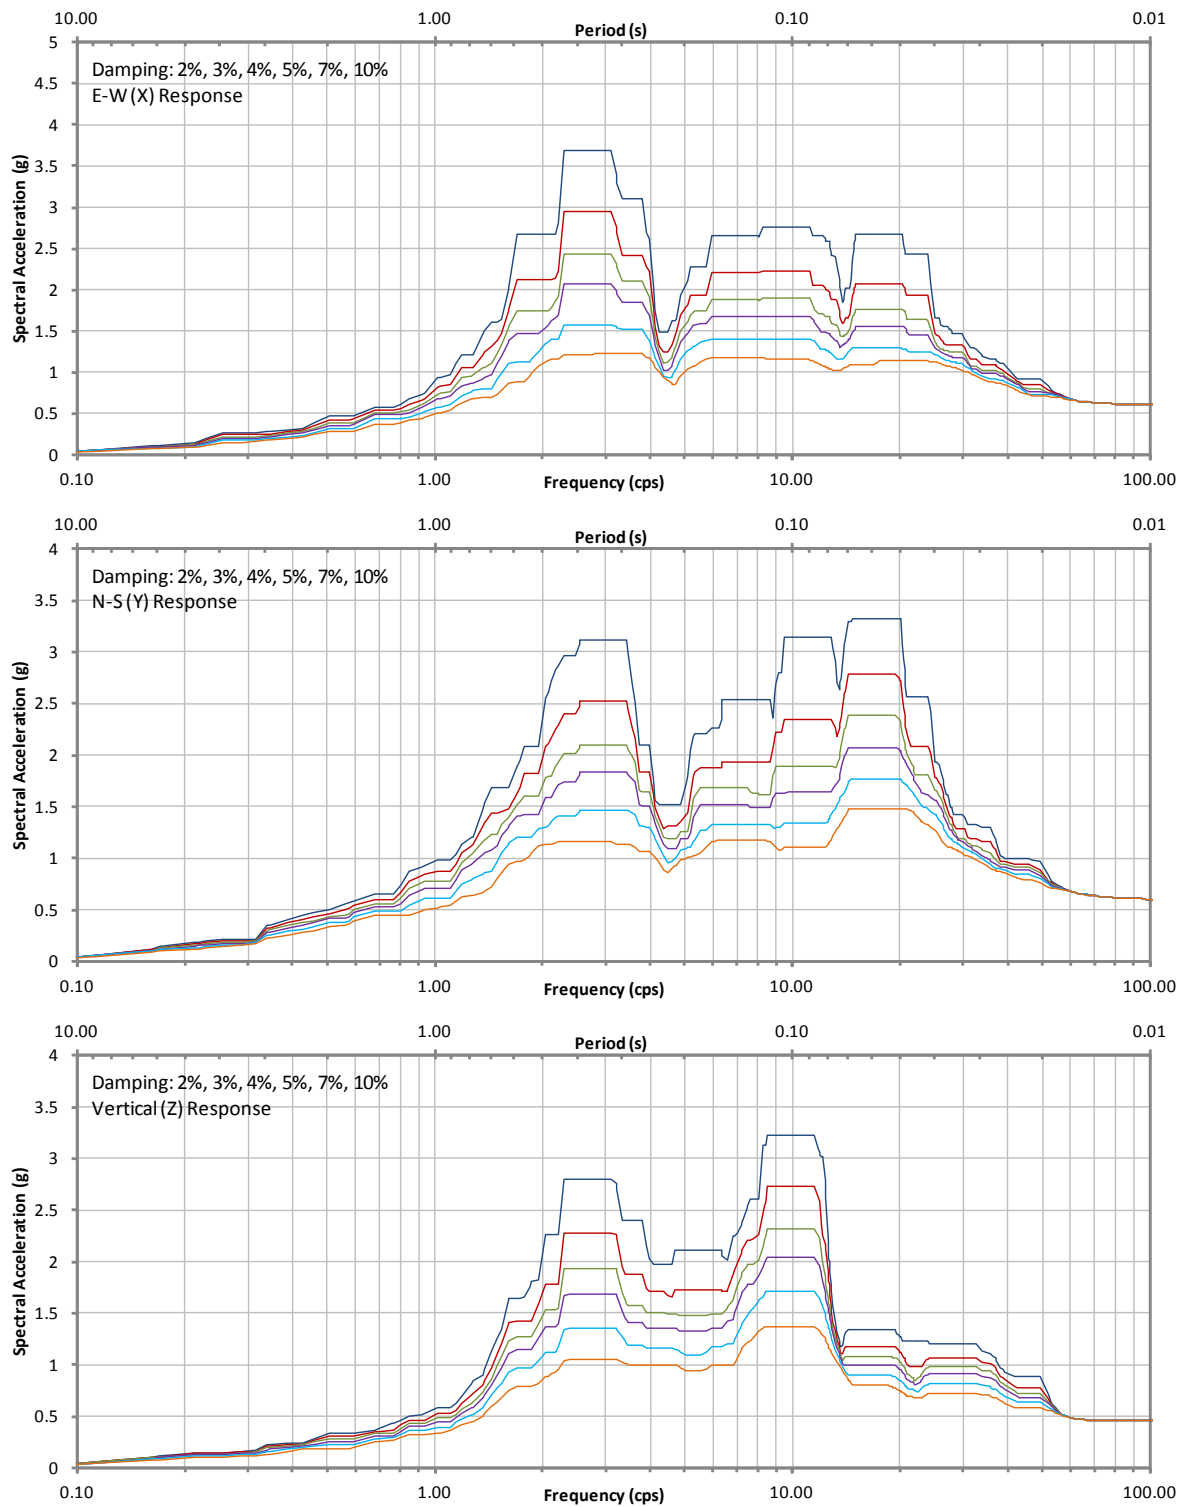 10.00 1.00 0.10 0.01
Period (s)
5
4.5
4
3.5
3
2.5
2
1.5
1
0.5
0
Spectral Acceleration (g)
Damping: 2%, 3%, 4%, 5%, 7%, 10%
E-W (X) Response
0.10 1.00 10.00 100.00
Frequency (cps)
10.00 1.00 0.10 0.01
Period (s)
4
3.5
3
2.5
2
1.5
1
0.5
0
Spectral Acceleration (g)
Damping: 2%, 3%, 4%, 5%, 7%, 10%
N-S (Y) Response
0.10 1.00 10.00 100.00
Frequency (cps)
10.00 1.00 0.10 0.01
Period (s)
4
3.5
3
2.5
2
1.5
1
0.5
0
Spectral Acceleration (g)
Damping: 2%, 3%, 4%, 5%, 7%, 10%
Vertical (Z) Response
0.10 1.00 10.00 100.00
Frequency (cps)